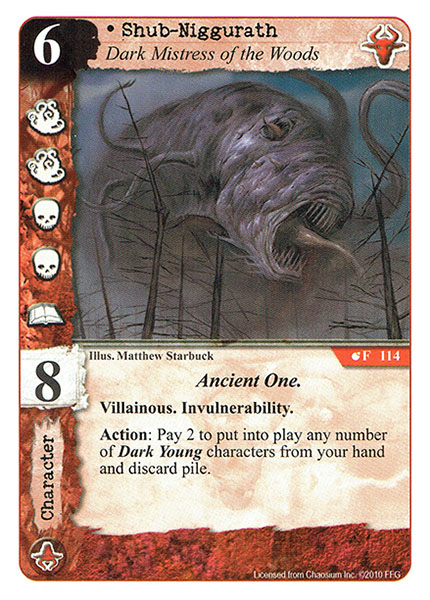 6
• Shub-Niggurath
Dark Mistress of the Woods
Illus. Matthew Starbuck
F 114
8
Ancient One.
Villainous. Invulnerability.
Action: Pay 2 to put into play any number
of Dark Young characters from your hand
and discard pile.
Character
Licensed from Chaosium Inc. ©2010 FFG